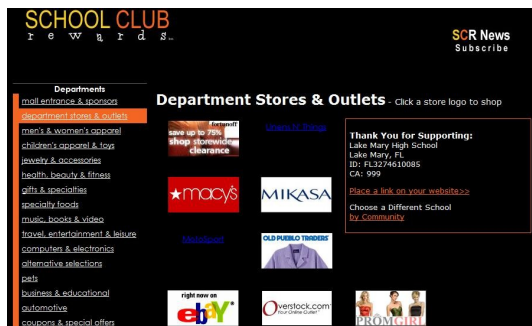 SCHOOL CLUB
rewards
SCR News
Subscribe
Departments
mall entrance & sponsors
department stores & outlets
men's & women's apparel
children's apparel & toys
jewelry & accessories
health, beauty & fitness
gifts & specialties
specialty foods
music, books & video
travel, entertainment & leisure
computers & electronics
alternative selections
pets
business & educational
automotive
coupons & special offers
Department Stores & Outlets - Click a store logo to shop
fortunoff
save up to 75%
shop storewide
clearance
Linens N' Things
macy's
MIKASA
OLD PUEBLO TRADERS
right now on
ebY
Overstock.com
Your Online Outlet
PROMGIRL
Thank You for Supporting:
Lake Mary High School
Lake Mary, FL
ID: FL3274610085
CA: 999
Place a link on your website>>
Choose a Different School
by Community